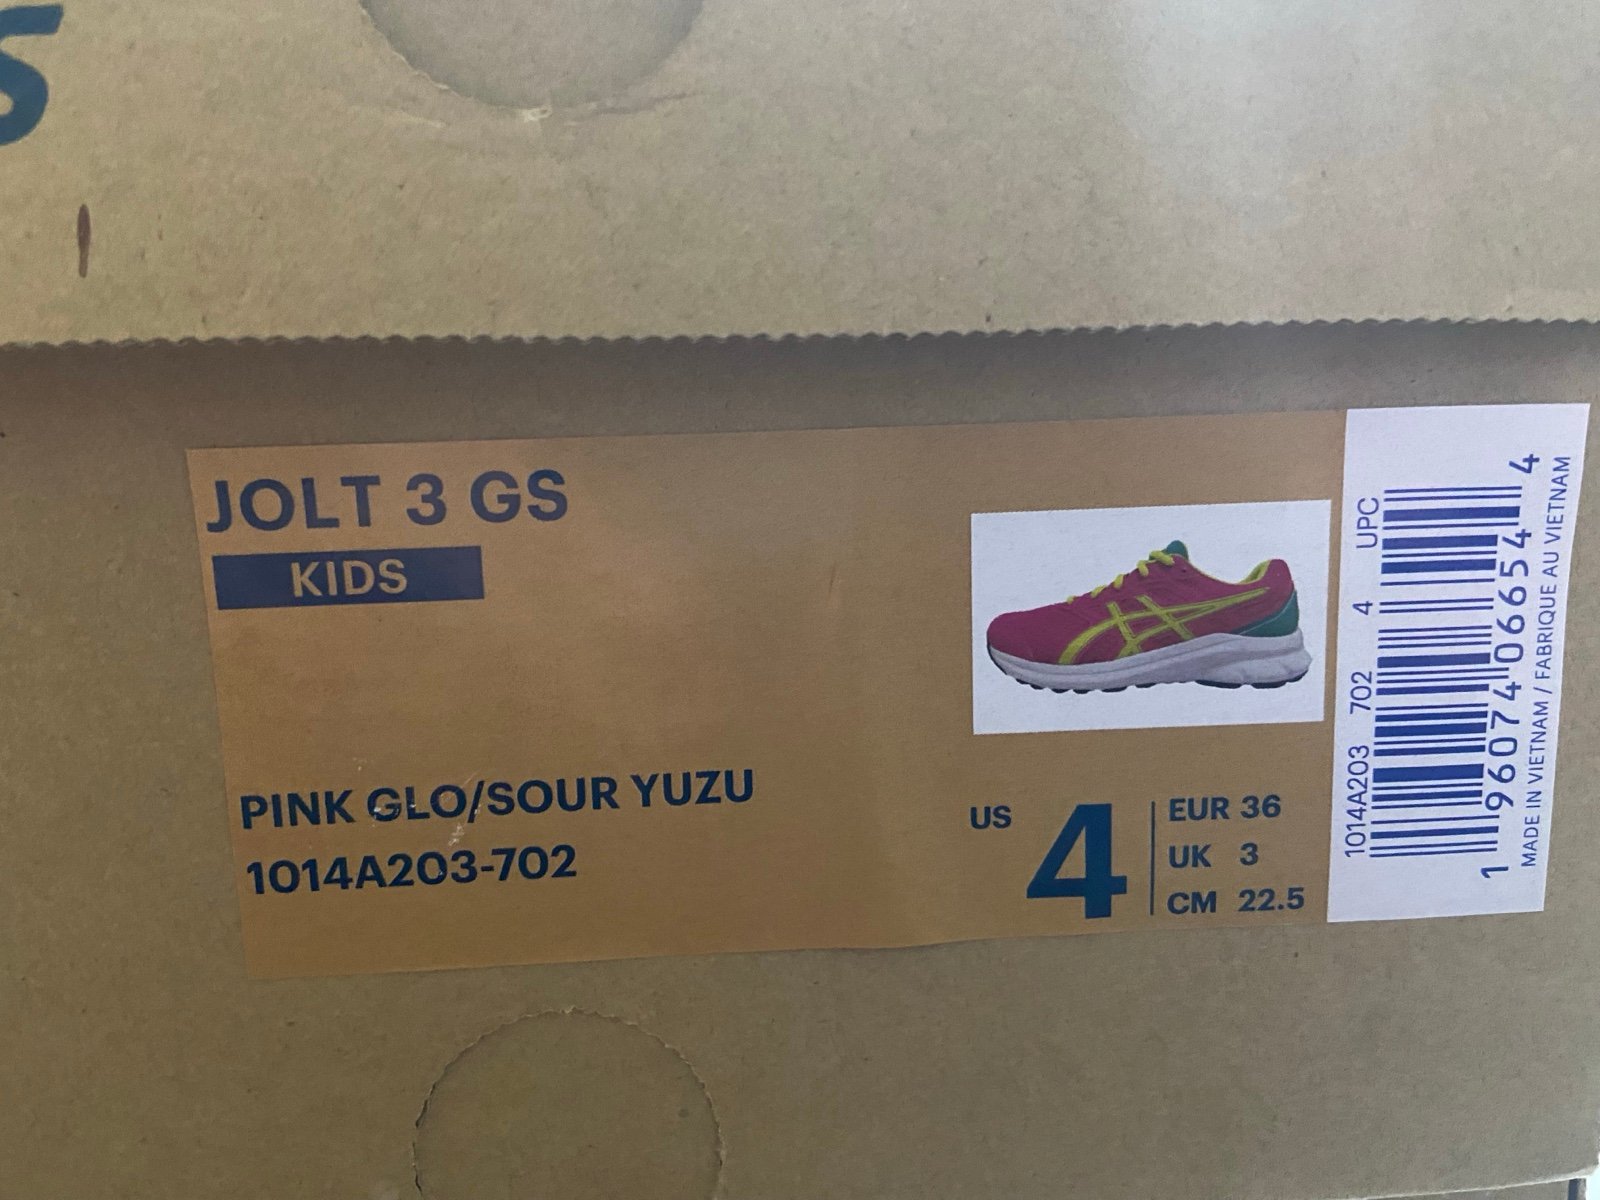 s
JOLT 3 GS
KIDS
PINK GLO/SOUR YUZU
1014A203-702
US 4
EUR 36
UK 3
CM 22.5
1014A203 702 4 UPC
1 96074 06654 4
MADE IN VIETNAM / FABRIQUE AU VIETNAM